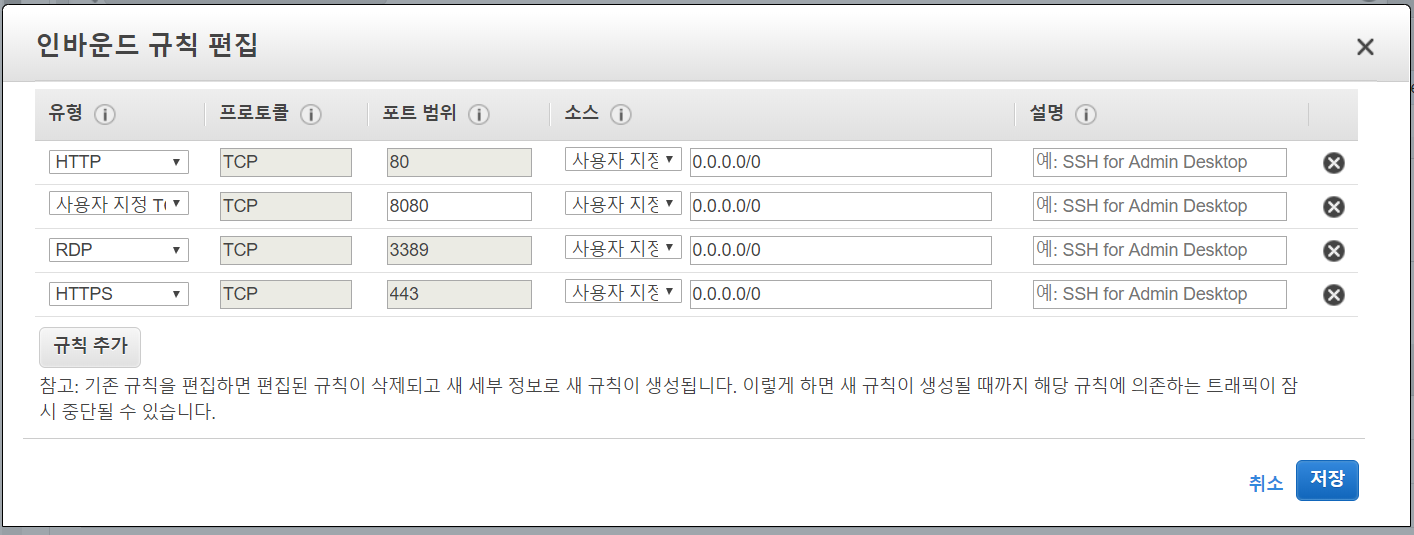 인바운드 규칙 편집
유형 프로토콜 포트 범위 소스 설명
HTTP TCP 80 사용자 지정 0.0.0.0/0 예: SSH for Admin Desktop
사용자 지정 TC TCP 8080 사용자 지정 0.0.0.0/0 예: SSH for Admin Desktop
RDP TCP 3389 사용자 지정 0.0.0.0/0 예: SSH for Admin Desktop
HTTPS TCP 443 사용자 지정 0.0.0.0/0 예: SSH for Admin Desktop
규칙 추가
참고: 기존 규칙을 편집하면 편집된 규칙이 삭제되고 새 세부 정보로 새 규칙이 생성됩니다. 이렇게 하면 새 규칙이 생성될 때까지 해당 규칙에 의존하는 트래픽이 잠
시 중단될 수 있습니다.
취소 저장